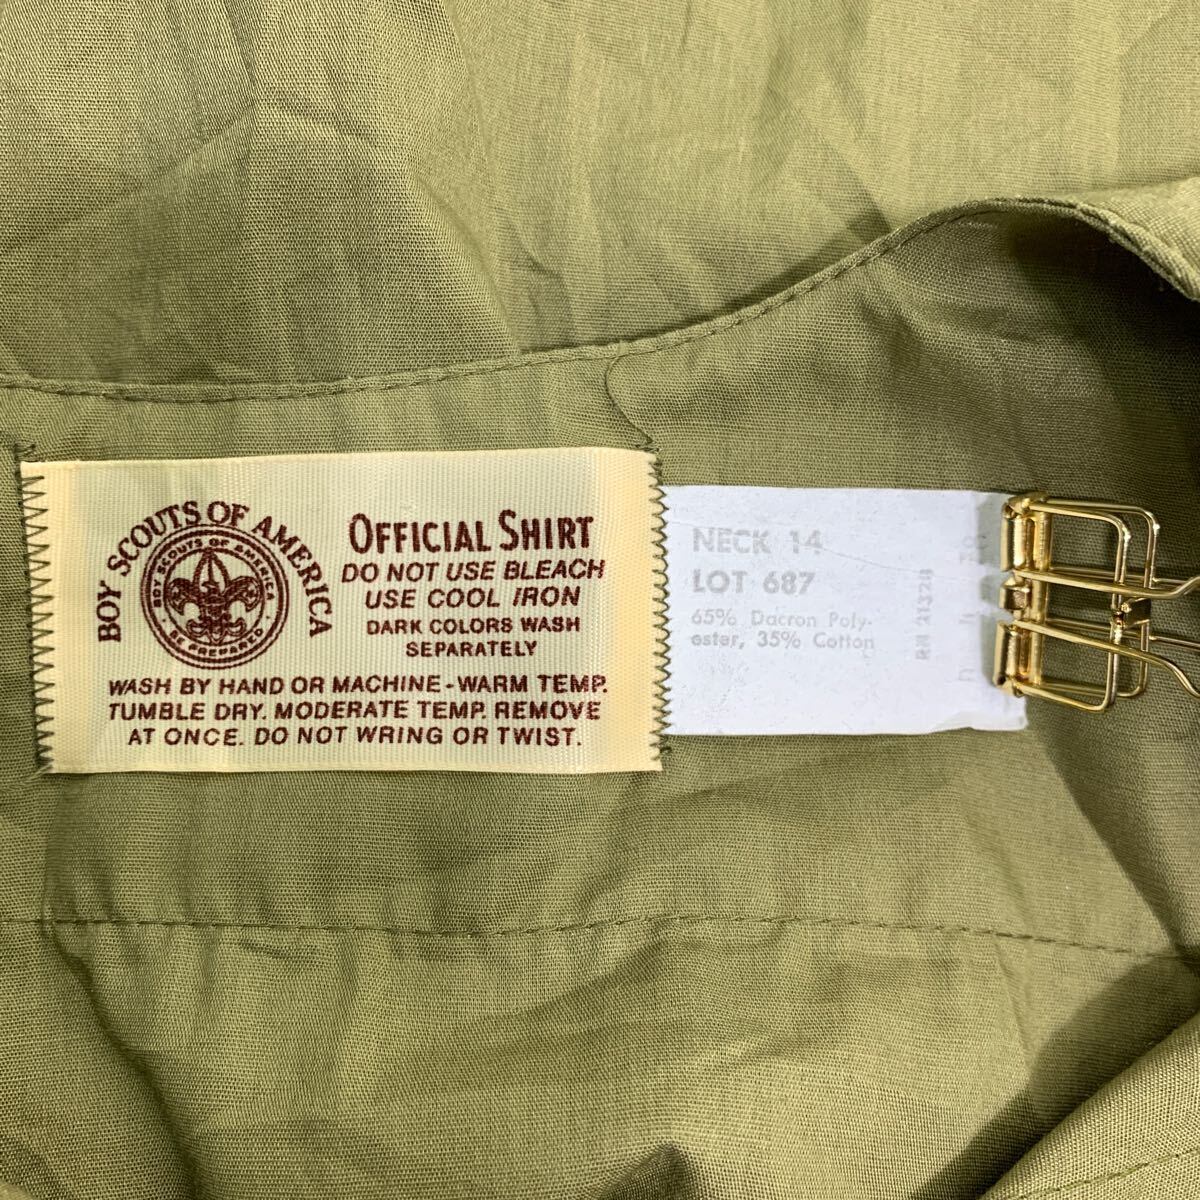 BOY SCOUTS OF AMERICA
BOY SCOUTS OF AMERICA
BE PREPARED
OFFICIAL SHIRT
DO NOT USE BLEACH
USE COOL IRON
DARK COLORS WASH
SEPARATELY
WASH BY HAND OR MACHINE-WARM TEMP.
TUMBLE DRY. MODERATE TEMP. REMOVE
AT ONCE. DO NOT WRING OR TWIST.
NECK 14
LOT 687
65% Dacron Poly-
ester, 35% Cotton
RN 21328